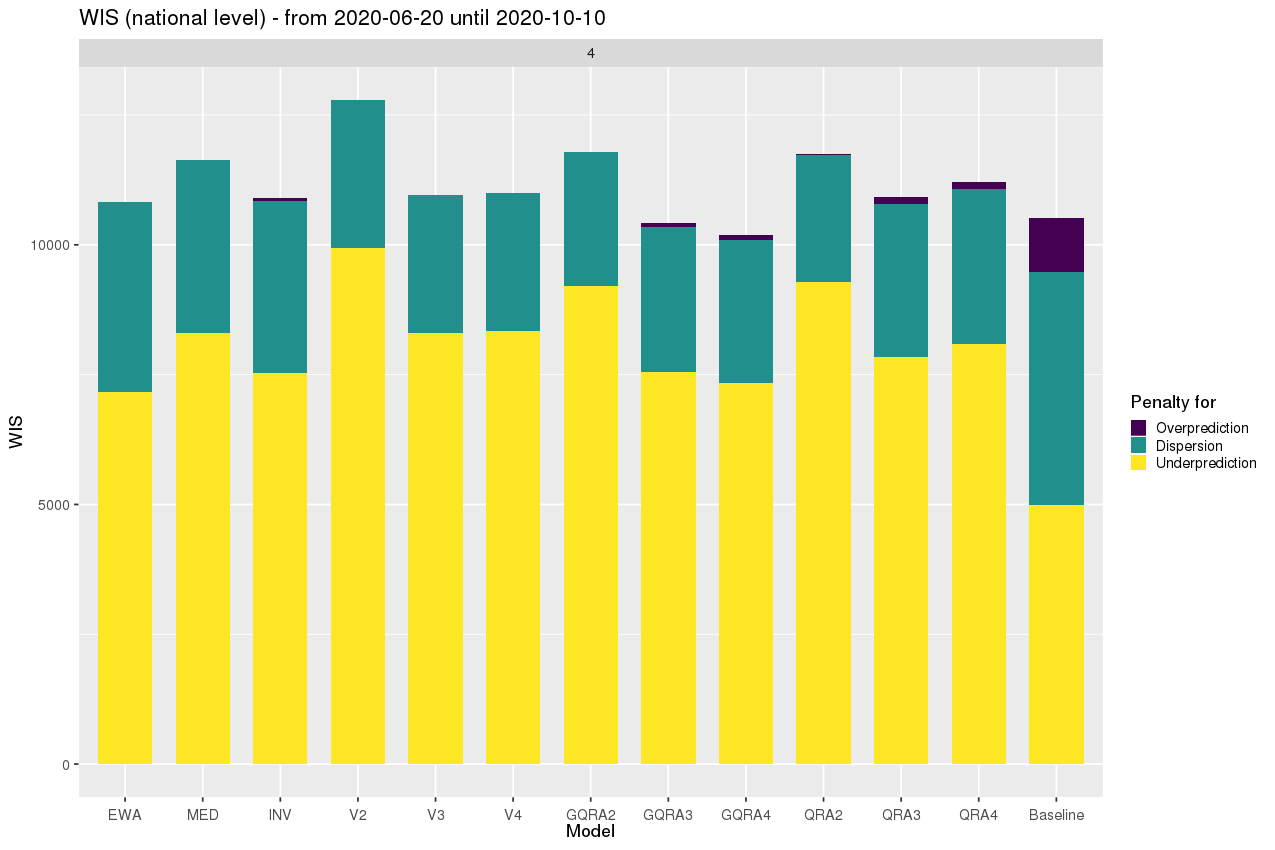 WIS (national level) - from 2020-06-20 until 2020-10-10
4
10000
5000
0
WIS
EWA MED INV V2 V3 V4 GQRA2 GQRA3 GQRA4 QRA2 QRA3 QRA4 Baseline
Model
Penalty for
Overprediction
Dispersion
Underprediction